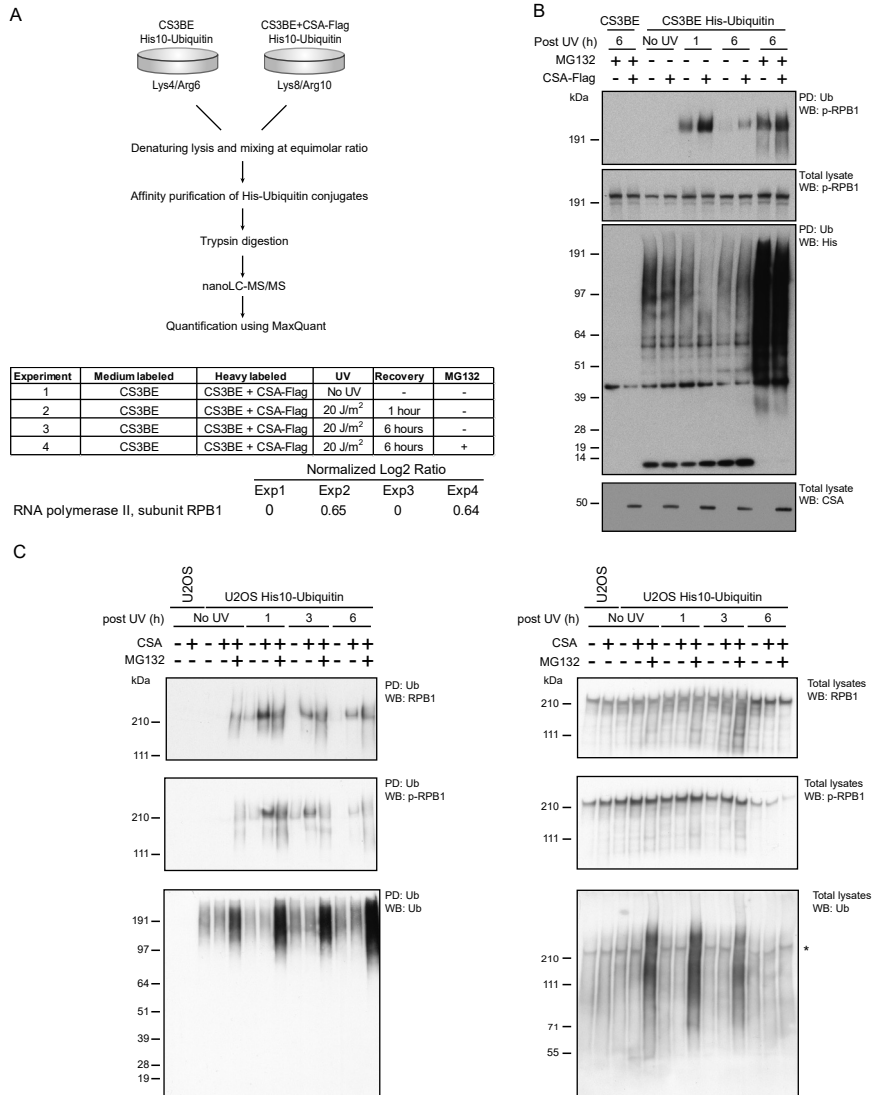 A
CS3BE
His10-Ubiquitin
CS3BE+CSA-Flag
His10-Ubiquitin
Lys4/Arg6
Lys8/Arg10
Denaturing lysis and mixing at equimolar ratio
Affinity purification of His-Ubiquitin conjugates
Trypsin digestion
nanoLC-MS/MS
Quantification using MaxQuant
Experiment Medium labeled Heavy labeled UV Recovery MG132
1 CS3BE CS3BE + CSA-Flag No UV - -
2 CS3BE CS3BE + CSA-Flag 20 J/m² 1 hour -
3 CS3BE CS3BE + CSA-Flag 20 J/m² 6 hours -
4 CS3BE CS3BE + CSA-Flag 20 J/m² 6 hours +
Normalized Log2 Ratio
Exp1 Exp2 Exp3 Exp4
RNA polymerase II, subunit RPB1 0 0.65 0 0.64
B
CS3BE CS3BE His-Ubiquitin
Post UV (h) 6 No UV 1 6 6
MG132 + + - - - - - - + +
CSA-Flag - + - + - + - + - +
kDa
191
PD: Ub
WB: p-RPB1
191
Total lysate
WB: p-RPB1
PD: Ub
WB: His
191
97
64
51
39
28
19
14
50
Total lysate
WB: CSA
C
U2OS
U2OS His10-Ubiquitin
post UV (h) No UV 1 3 6
CSA - + - + + - + + - + + - + +
MG132 - - - - + - - + - - + - - +
kDa
210
111
PD: Ub
WB: RPB1
210
111
PD: Ub
WB: p-RPB1
PD: Ub
WB: Ub
191
97
64
51
39
28
19
U2OS
U2OS His10-Ubiquitin
post UV (h) No UV 1 3 6
CSA - + - + + - + + - + + - + +
MG132 - - - - + - - + - - + - - +
kDa
210
111
Total lysates
WB: RPB1
210
111
Total lysates
WB: p-RPB1
Total lysates
WB: Ub
*
210
111
71
55